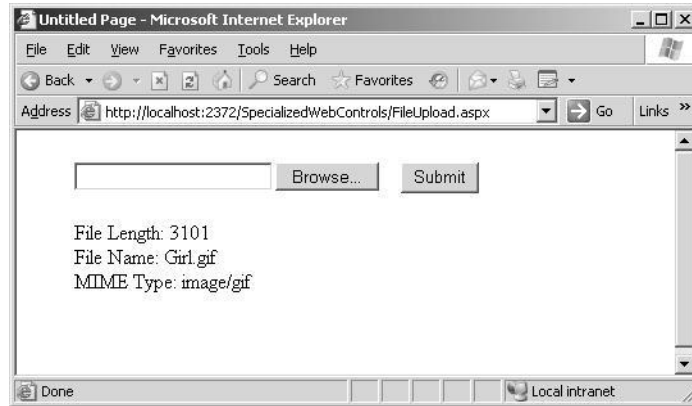 Untitled Page - Microsoft Internet Explorer
File Edit View Favorites Tools Help
Back Search Favorites
Address http://localhost:2372/SpecializedWebControls/FileUpload.aspx Go Links »
Browse... Submit
File Length: 3101
File Name: Girl.gif
MIME Type: image/gif
Done Local intranet